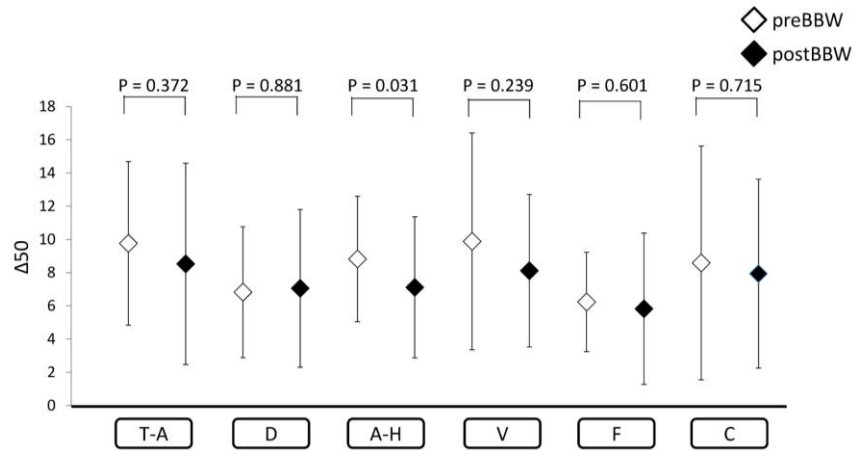 preBBW
postBBW
P = 0.372 P = 0.881 P = 0.031 P = 0.239 P = 0.601 P = 0.715
18
16
14
12
10
8
6
4
2
0
Δ50
T-A D A-H V F C